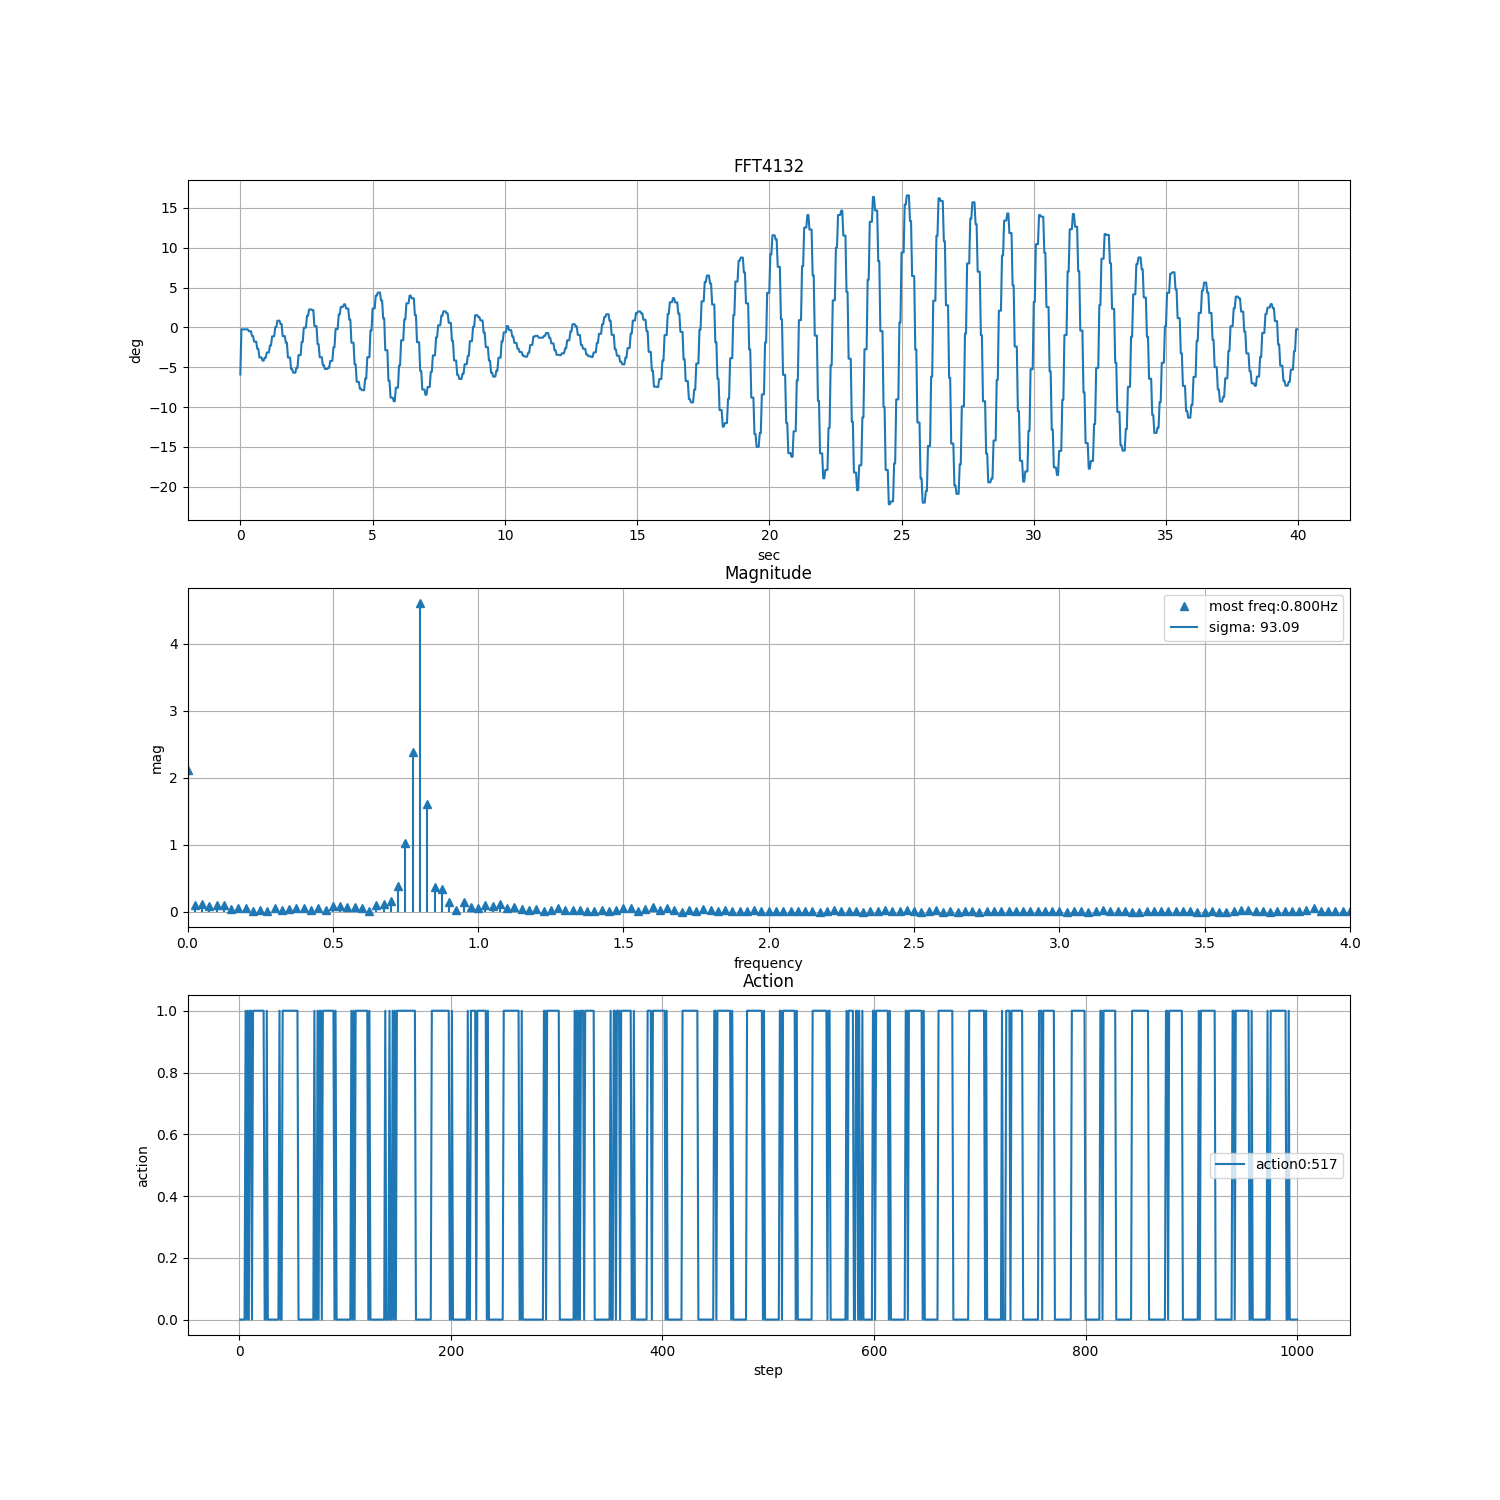 FFT4132
15
10
5
0
−5
−10
−15
−20
deg
0 5 10 15 20 25 30 35 40
sec
Magnitude
most freq:0.800Hz
sigma: 93.09
4
3
2
1
0
mag
0.0 0.5 1.0 1.5 2.0 2.5 3.0 3.5 4.0
frequency
Action
1.0
0.8
0.6
0.4
0.2
0.0
action
action0:517
0 200 400 600 800 1000
step